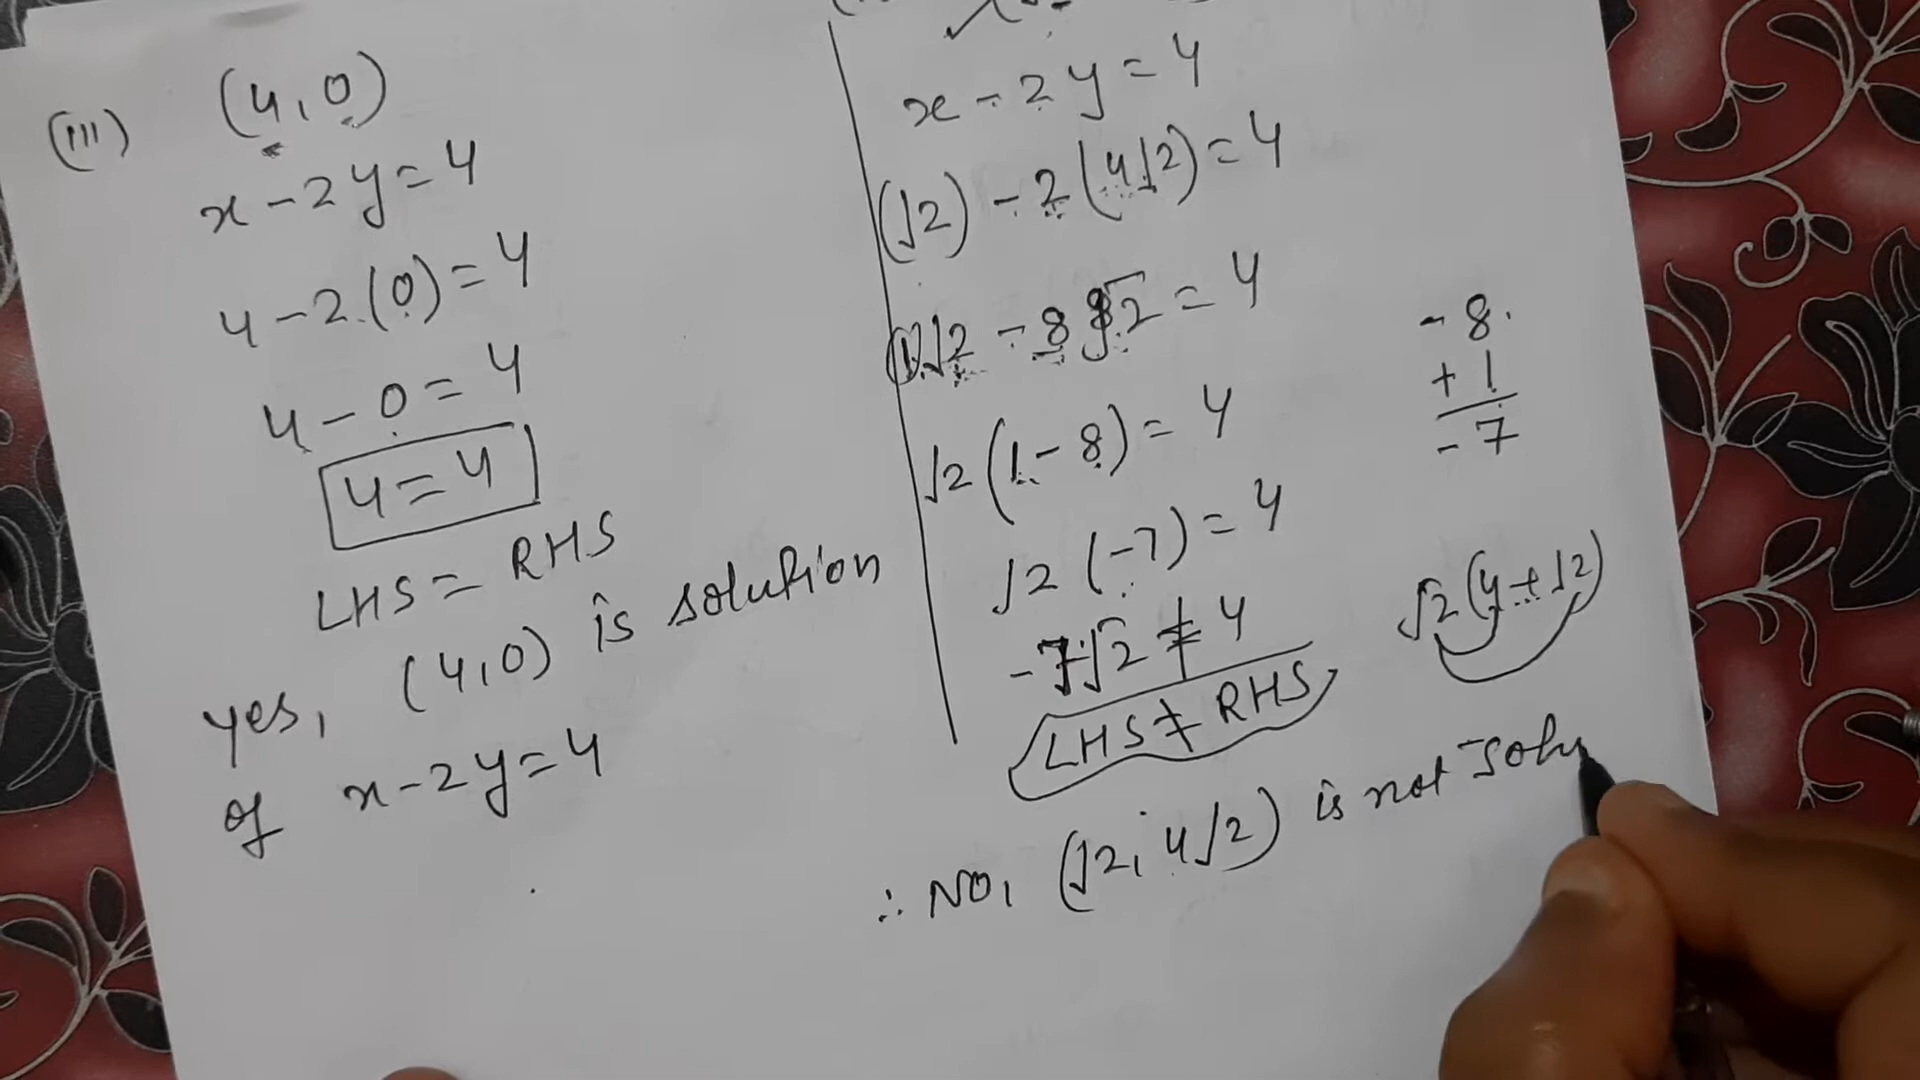 (iii) (4,0)
x-2y=4
4-2(0)=4
4-0=4
4=4
LHS=RHS
yes, (4,0) is solution
of x-2y=4
x-2y=4
(√2)-2(4√2)=4
√2-8√2=4
√2(1-8)=4
√2(-7)=4
-7√2≠4
LHS≠RHS
∴ NO, (√2, 4√2) is not solu
-8
+1
-7
√2(4+√2)